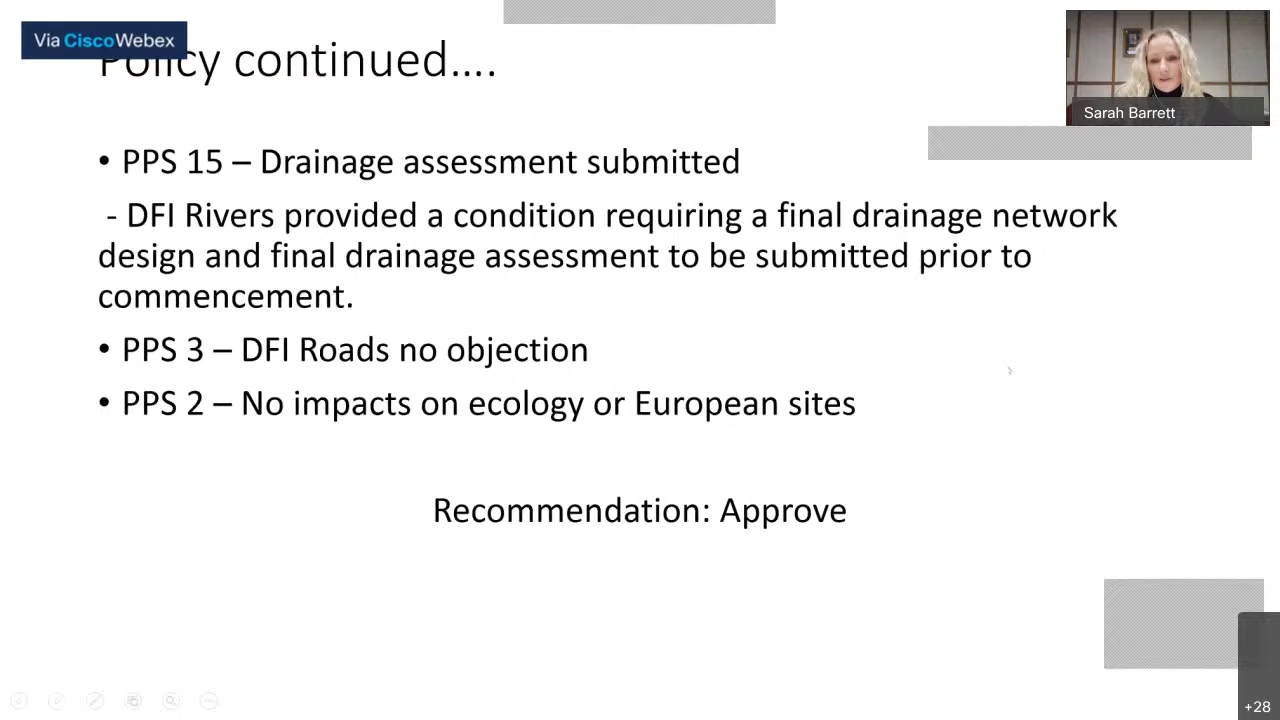 Via CiscoWebex
Policy continued....
Sarah Barrett
• PPS 15 – Drainage assessment submitted
- DFI Rivers provided a condition requiring a final drainage network
design and final drainage assessment to be submitted prior to
commencement.
• PPS 3 – DFI Roads no objection
• PPS 2 – No impacts on ecology or European sites
Recommendation: Approve
+28